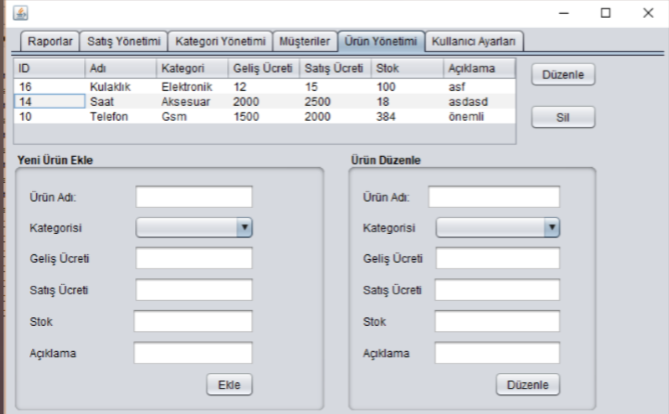 Raporlar Satış Yönetimi Kategori Yönetimi Müşteriler Ürün Yönetimi Kullanıcı Ayarları
ID Adı Kategori Geliş Ücreti Satış Ücreti Stok Açıklama
16 Kulaklık Elektronik 12 15 100 asf
14 Saat Aksesuar 2000 2500 18 asdasd
10 Telefon Gsm 1500 2000 384 önemli
Düzenle
Sil
Yeni Ürün Ekle
Ürün Adı:
Kategorisi
Geliş Ücreti
Satış Ücreti
Stok
Açıklama
Ekle
Ürün Düzenle
Ürün Adı:
Kategorisi
Geliş Ücreti
Satış Ücreti
Stok
Açıklama
Düzenle